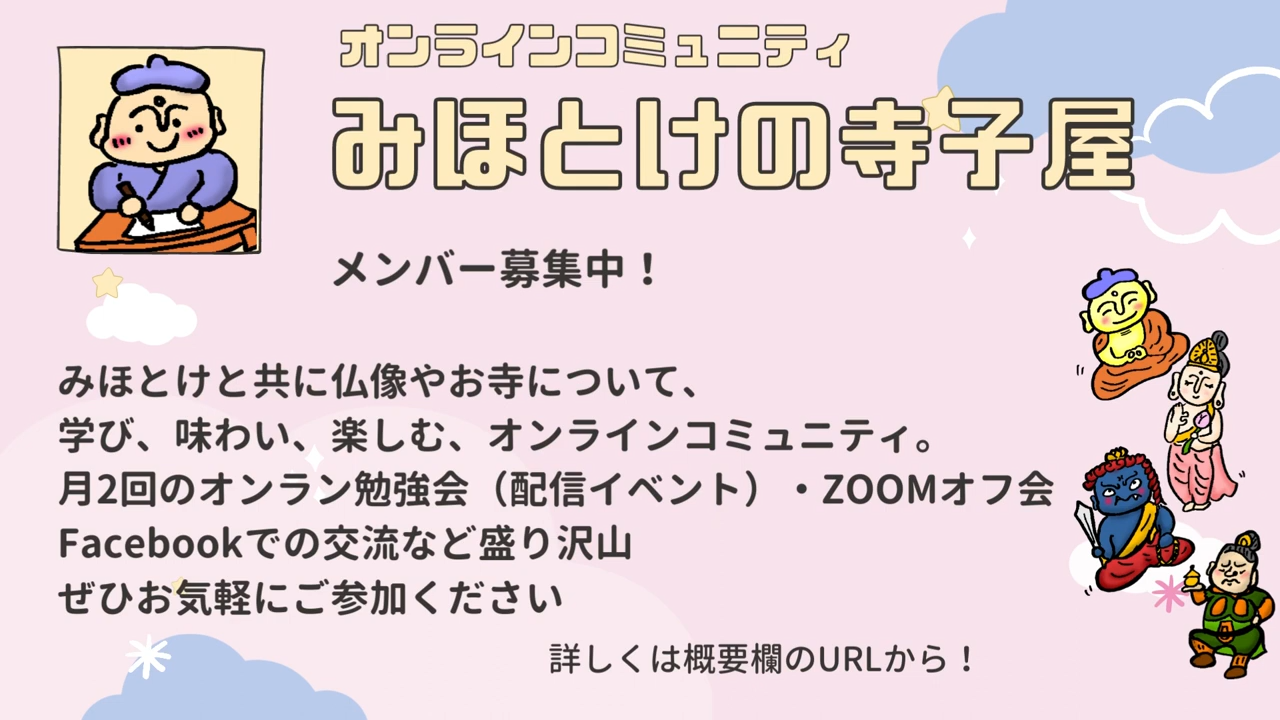 オンラインコミュニティ
みほとけの寺子屋
メンバー募集中！
みほとけと共に仏像やお寺について、
学び、味わい、楽しむ、オンラインコミュニティ。
月2回のオンラン勉強会（配信イベント）・ZOOMオフ会
Facebookでの交流など盛り沢山
ぜひお気軽にご参加ください
詳しくは概要欄のURLから！